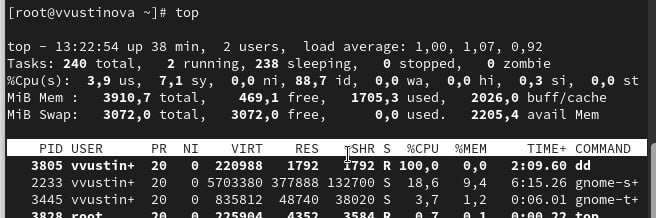 [root@vvustinova ~]# top
top - 13:22:54 up 38 min,  2 users,  load average: 1,00, 1,07, 0,92
Tasks: 240 total,   2 running, 238 sleeping,   0 stopped,   0 zombie
%Cpu(s):  3,9 us,  7,1 sy,  0,0 ni, 88,7 id,  0,0 wa,  0,0 hi,  0,3 si,  0,0 st
MiB Mem :   3910,7 total,    469,1 free,   1705,3 used,   2026,0 buff/cache
MiB Swap:   3072,0 total,   3072,0 free,      0,0 used.   2205,4 avail Mem
PID USER      PR  NI    VIRT    RES    SHR S  %CPU  %MEM     TIME+ COMMAND
3805 vvustin+  20   0  220988   1792   1792 R 100,0   0,0   2:09.60 dd
2233 vvustin+  20   0 5703380 377888 132700 S  18,6   9,4   6:15.26 gnome-s+
3445 vvustin+  20   0  835812  48740  38020 S   3,7   1,2   0:06.01 gnome-t+
3828 root      20   0  225904   4352   3584 R   0,7   0,1   0:00.22 top